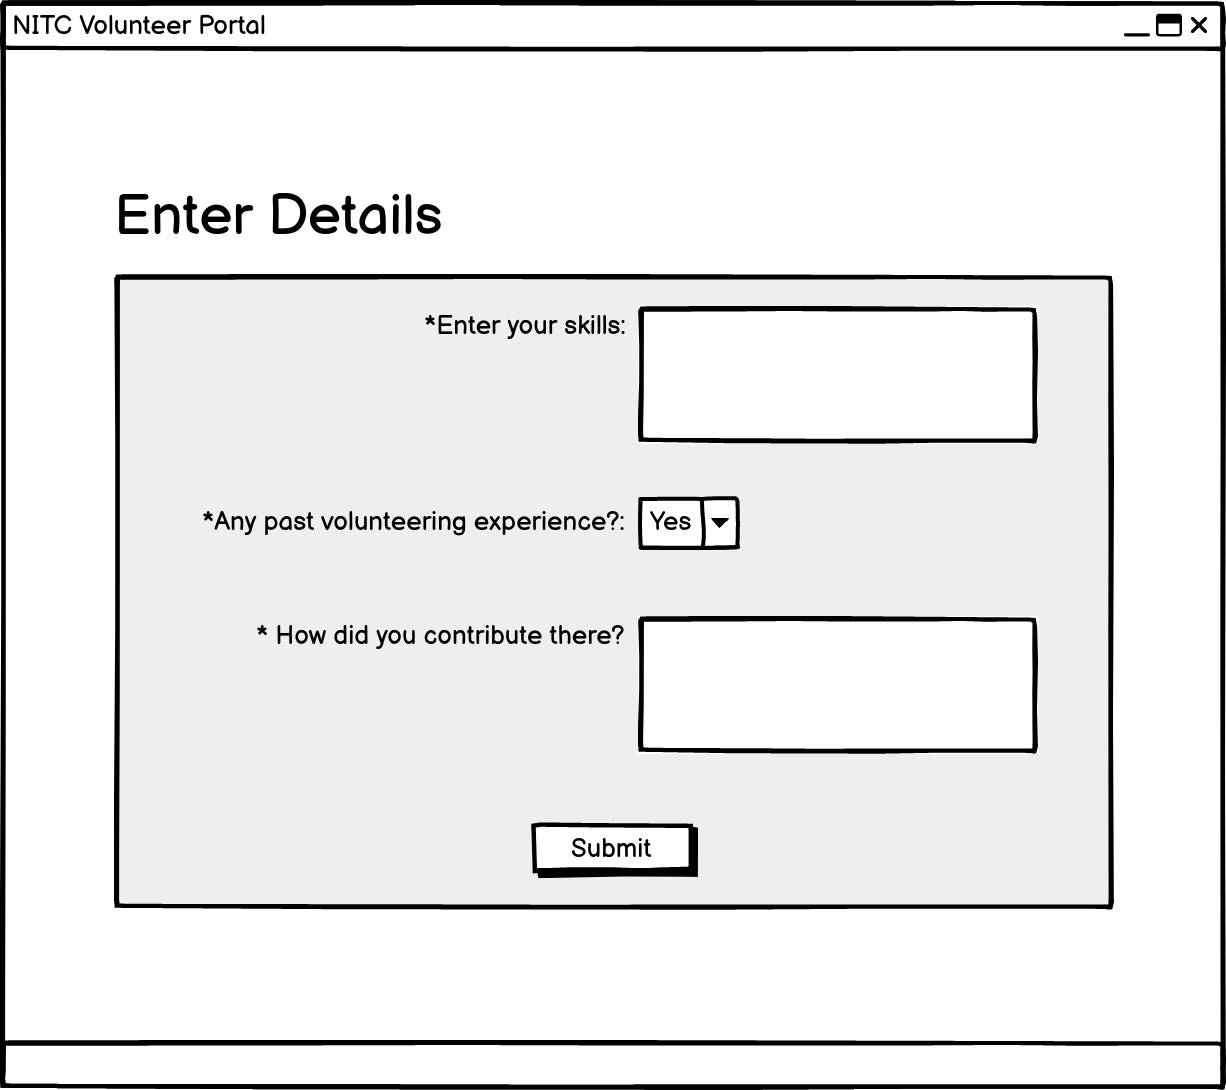 NITC Volunteer Portal
Enter Details
*Enter your skills:
*Any past volunteering experience?:
Yes
* How did you contribute there?
Submit